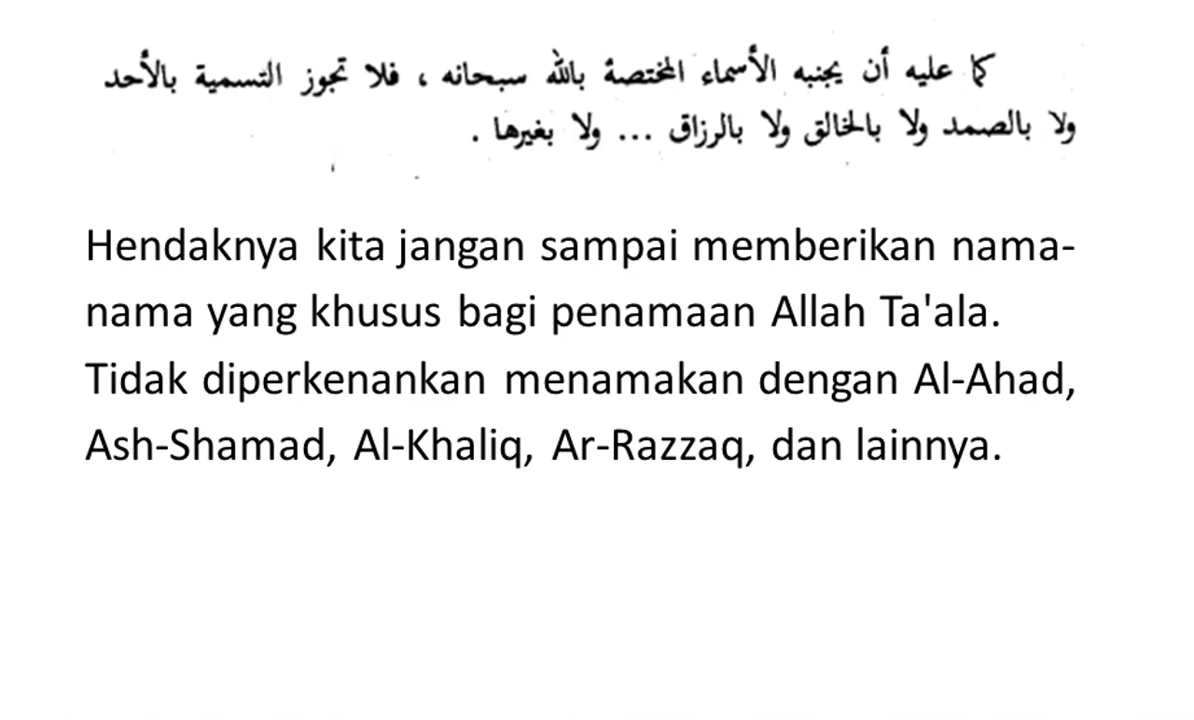 كما عليه أن يجنبه الأسماء المختصة بالله سبحانه ، فلا تجوز التسمية بالأحد
ولا بالصمد ولا بالخالق ولا بالرزاق ... ولا بغيرها .
Hendaknya kita jangan sampai memberikan nama-
nama yang khusus bagi penamaan Allah Ta'ala.
Tidak diperkenankan menamakan dengan Al-Ahad,
Ash-Shamad, Al-Khaliq, Ar-Razzaq, dan lainnya.